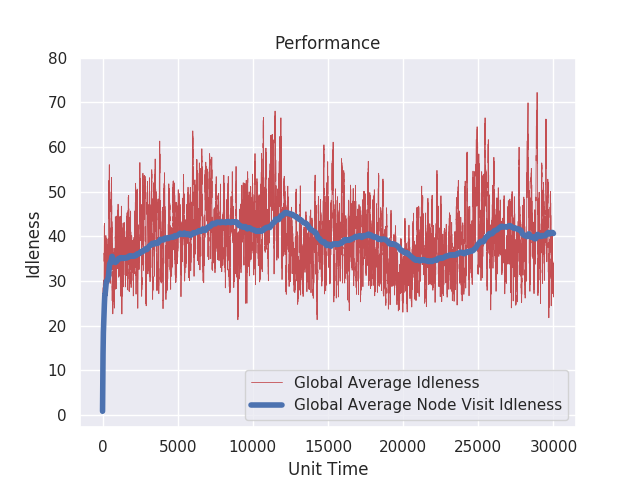 Performance
80
70
60
50
40
30
20
10
0
Idleness
Global Average Idleness
Global Average Node Visit Idleness
0 5000 10000 15000 20000 25000 30000
Unit Time